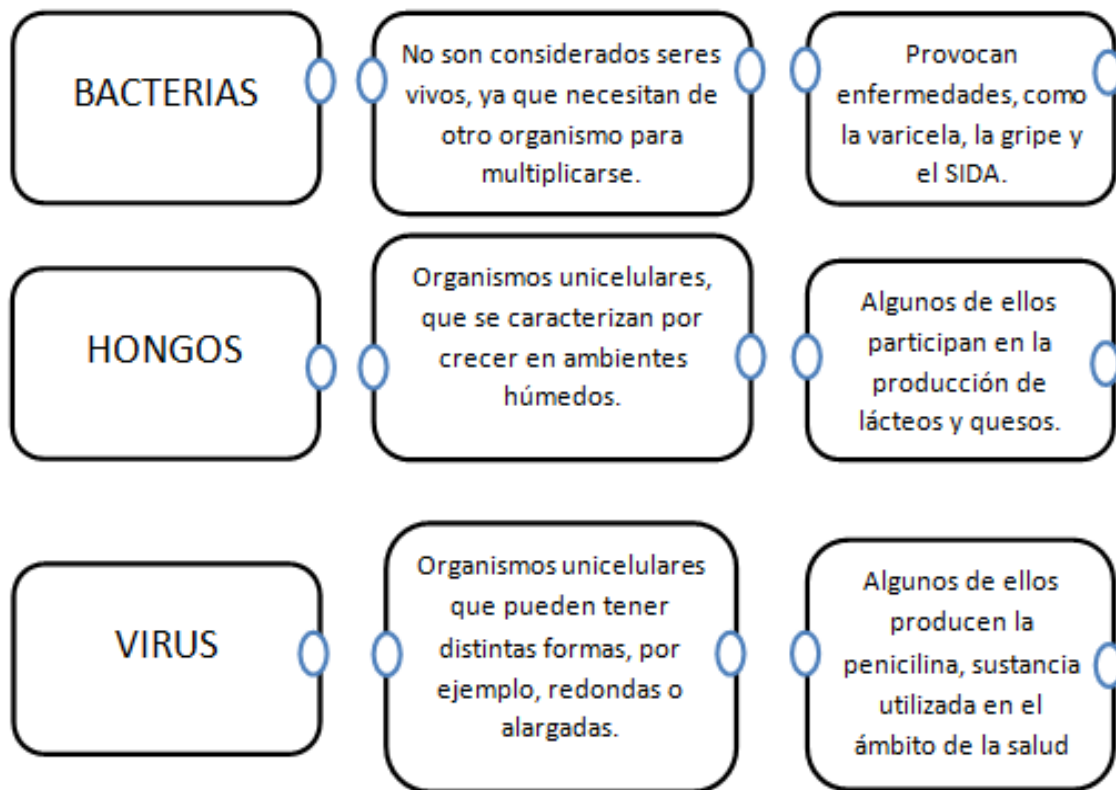 BACTERIAS
No son considerados seres
vivos, ya que necesitan de
otro organismo para
multiplicarse.
Provocan
enfermedades, como
la varicela, la gripe y
el SIDA.
HONGOS
Organismos unicelulares,
que se caracterizan por
crecer en ambientes
húmedos.
Algunos de ellos
participan en la
producción de
lácteos y quesos.
VIRUS
Organismos unicelulares
que pueden tener
distintas formas, por
ejemplo, redondas o
alargadas.
Algunos de ellos
producen la
penicilina, sustancia
utilizada en el
ámbito de la salud